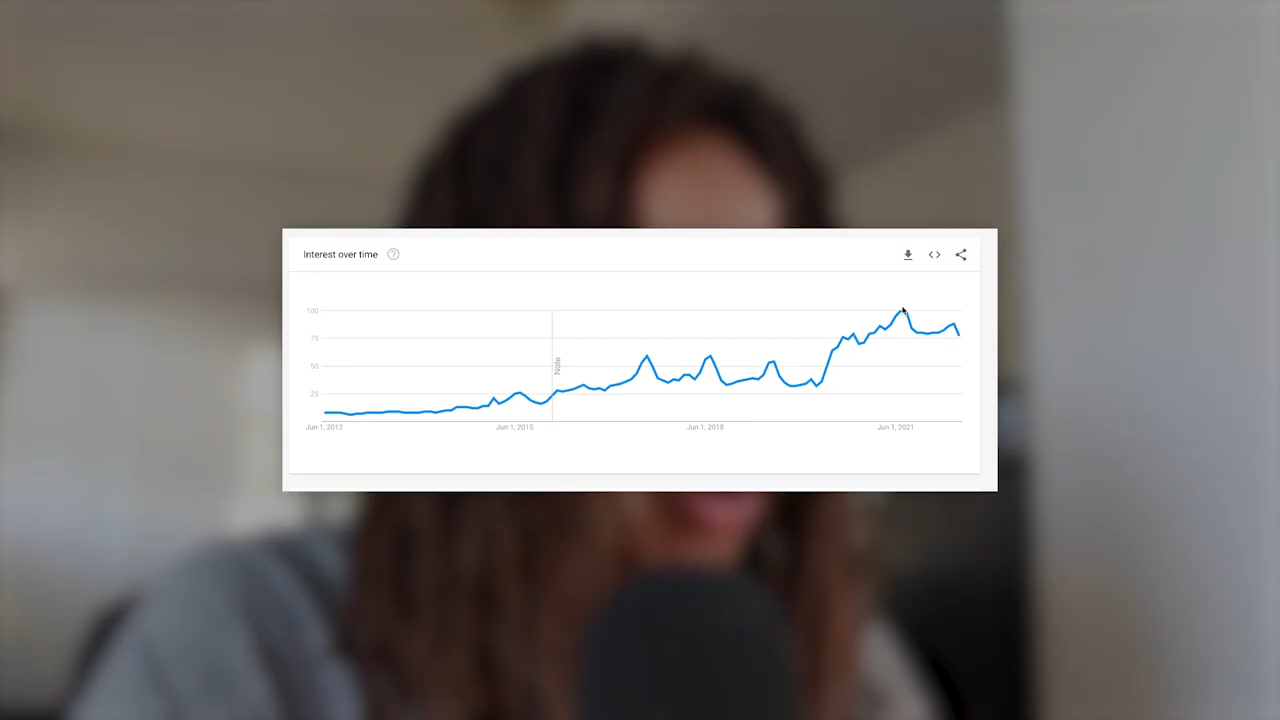 Interest over time
100
75
50
25
Note
Jun 1, 2012
Jun 1, 2015
Jun 1, 2018
Jun 1, 2021